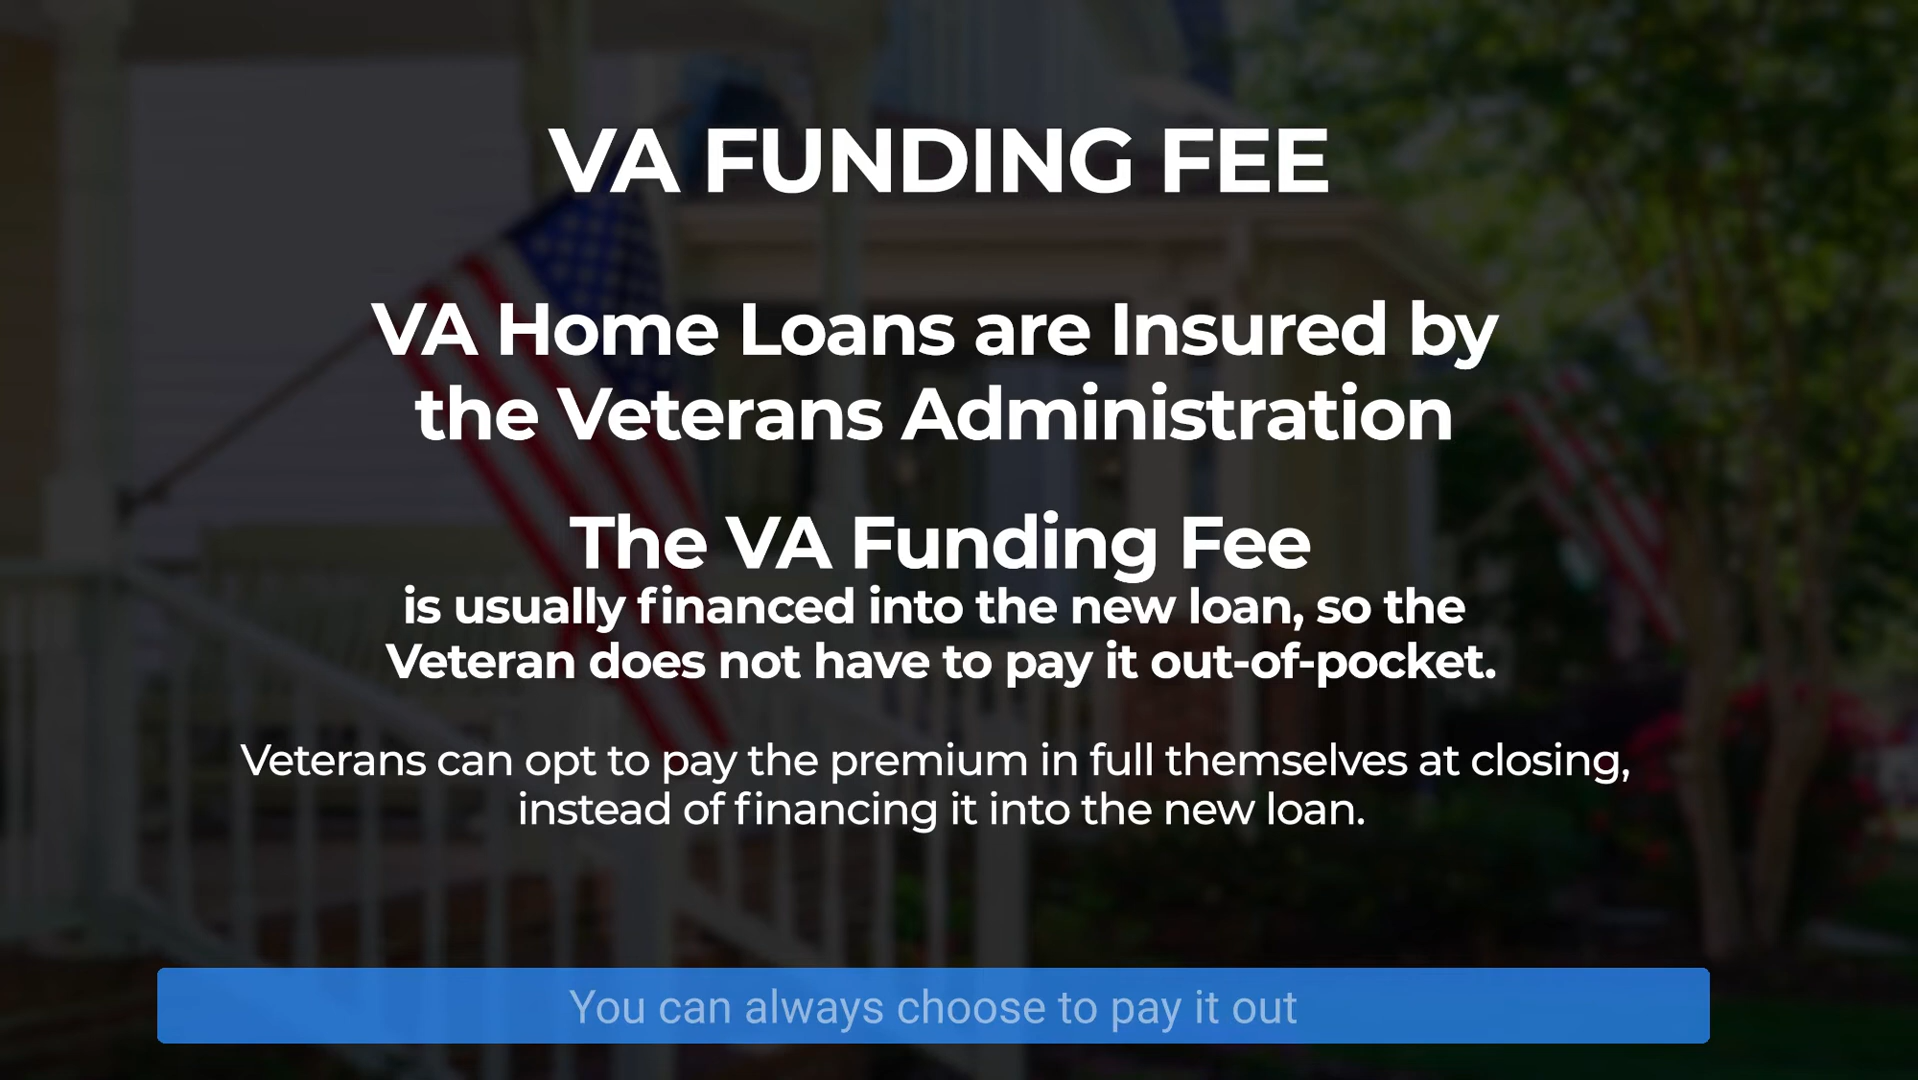 VA FUNDING FEE
VA Home Loans are Insured by
the Veterans Administration
The VA Funding Fee
is usually financed into the new loan, so the
Veteran does not have to pay it out-of-pocket.
Veterans can opt to pay the premium in full themselves at closing,
instead of financing it into the new loan.
You can always choose to pay it out